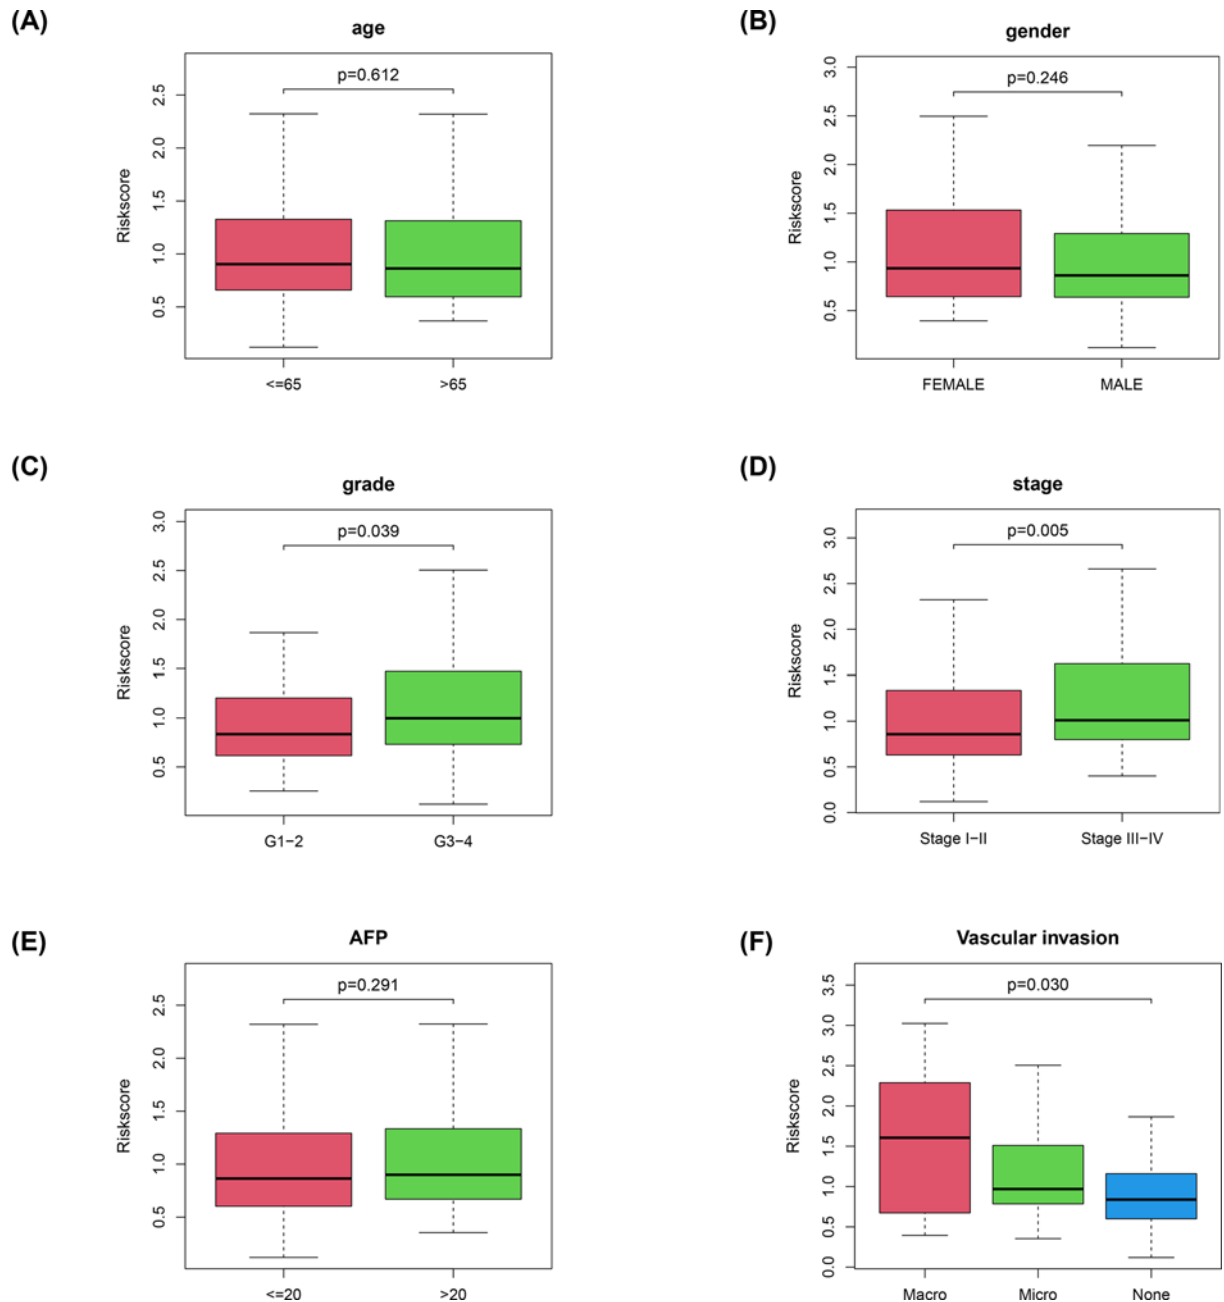 (A)
age
p=0.612
Riskscore
2.5
2.0
1.5
1.0
0.5
<=65
>65
(B)
gender
p=0.246
Riskscore
3.0
2.5
2.0
1.5
1.0
0.5
FEMALE
MALE
(C)
grade
p=0.039
Riskscore
3.0
2.5
2.0
1.5
1.0
0.5
G1−2
G3−4
(D)
stage
p=0.005
Riskscore
3.0
2.5
2.0
1.5
1.0
0.5
0.0
Stage I−II
Stage III−IV
(E)
AFP
p=0.291
Riskscore
2.5
2.0
1.5
1.0
0.5
<=20
>20
(F)
Vascular invasion
p=0.030
Riskscore
3.5
3.0
2.5
2.0
1.5
1.0
0.5
0.0
Macro
Micro
None